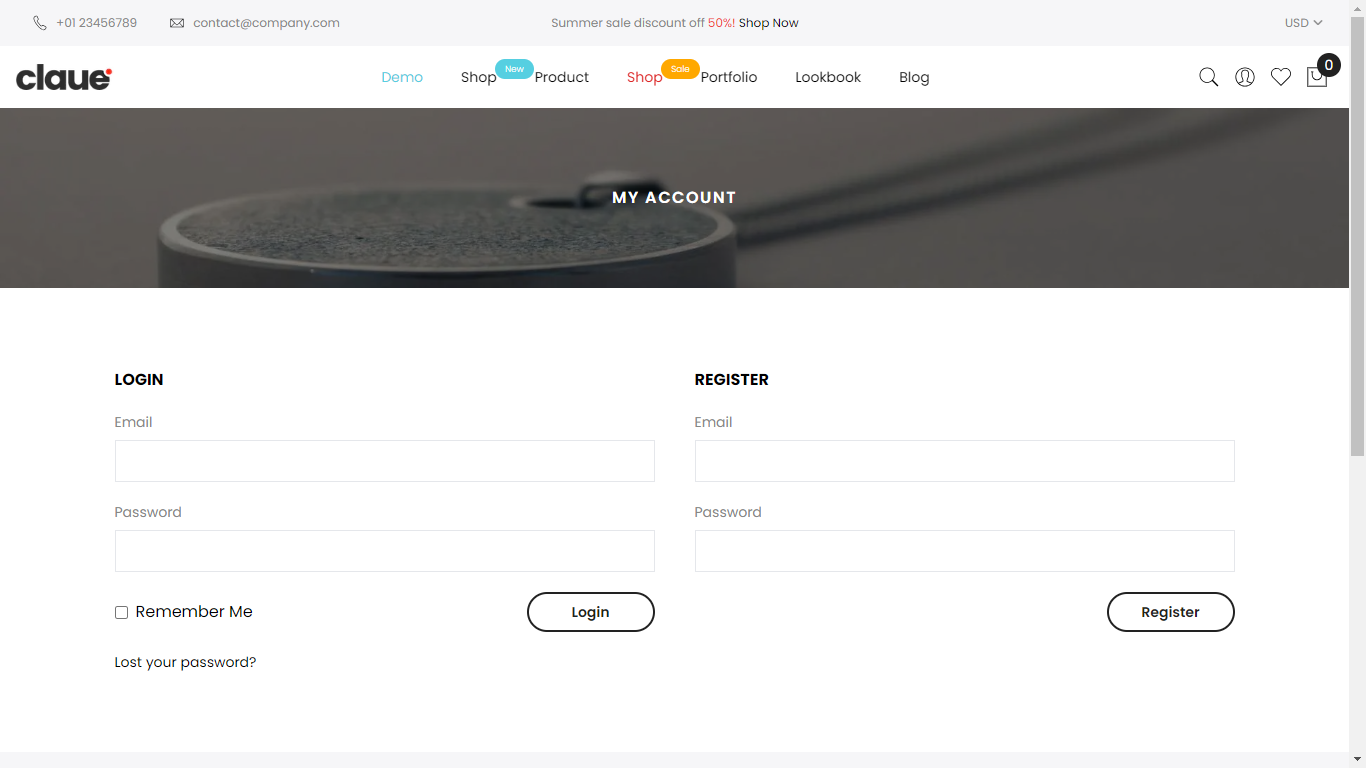 +01 23456789 contact@company.com Summer sale discount off 50%! Shop Now USD
claue Demo Shop New Product Shop Sale Portfolio Lookbook Blog 0
MY ACCOUNT
LOGIN REGISTER
Email Email
Password Password
Remember Me Login Register
Lost your password?